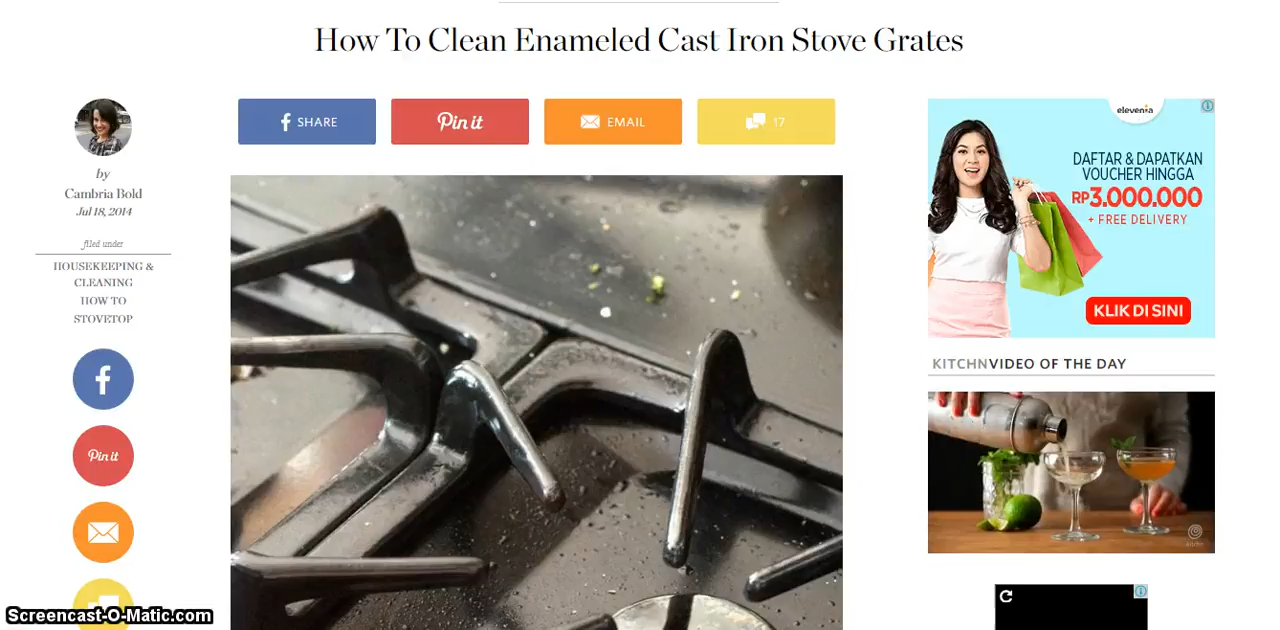 How To Clean Enameled Cast Iron Stove Grates
by
Cambria Bold
Jul 18, 2014
filed under
HOUSEKEEPING &
CLEANING
HOW TO
STOVETOP
Pin it
f SHARE
Pin it
EMAIL
17
elevenia
DAFTAR & DAPATKAN
VOUCHER HINGGA
RP3.000.000
+ FREE DELIVERY
KLIK DI SINI
KITCHNVIDEO OF THE DAY
Screencast-O-Matic.com